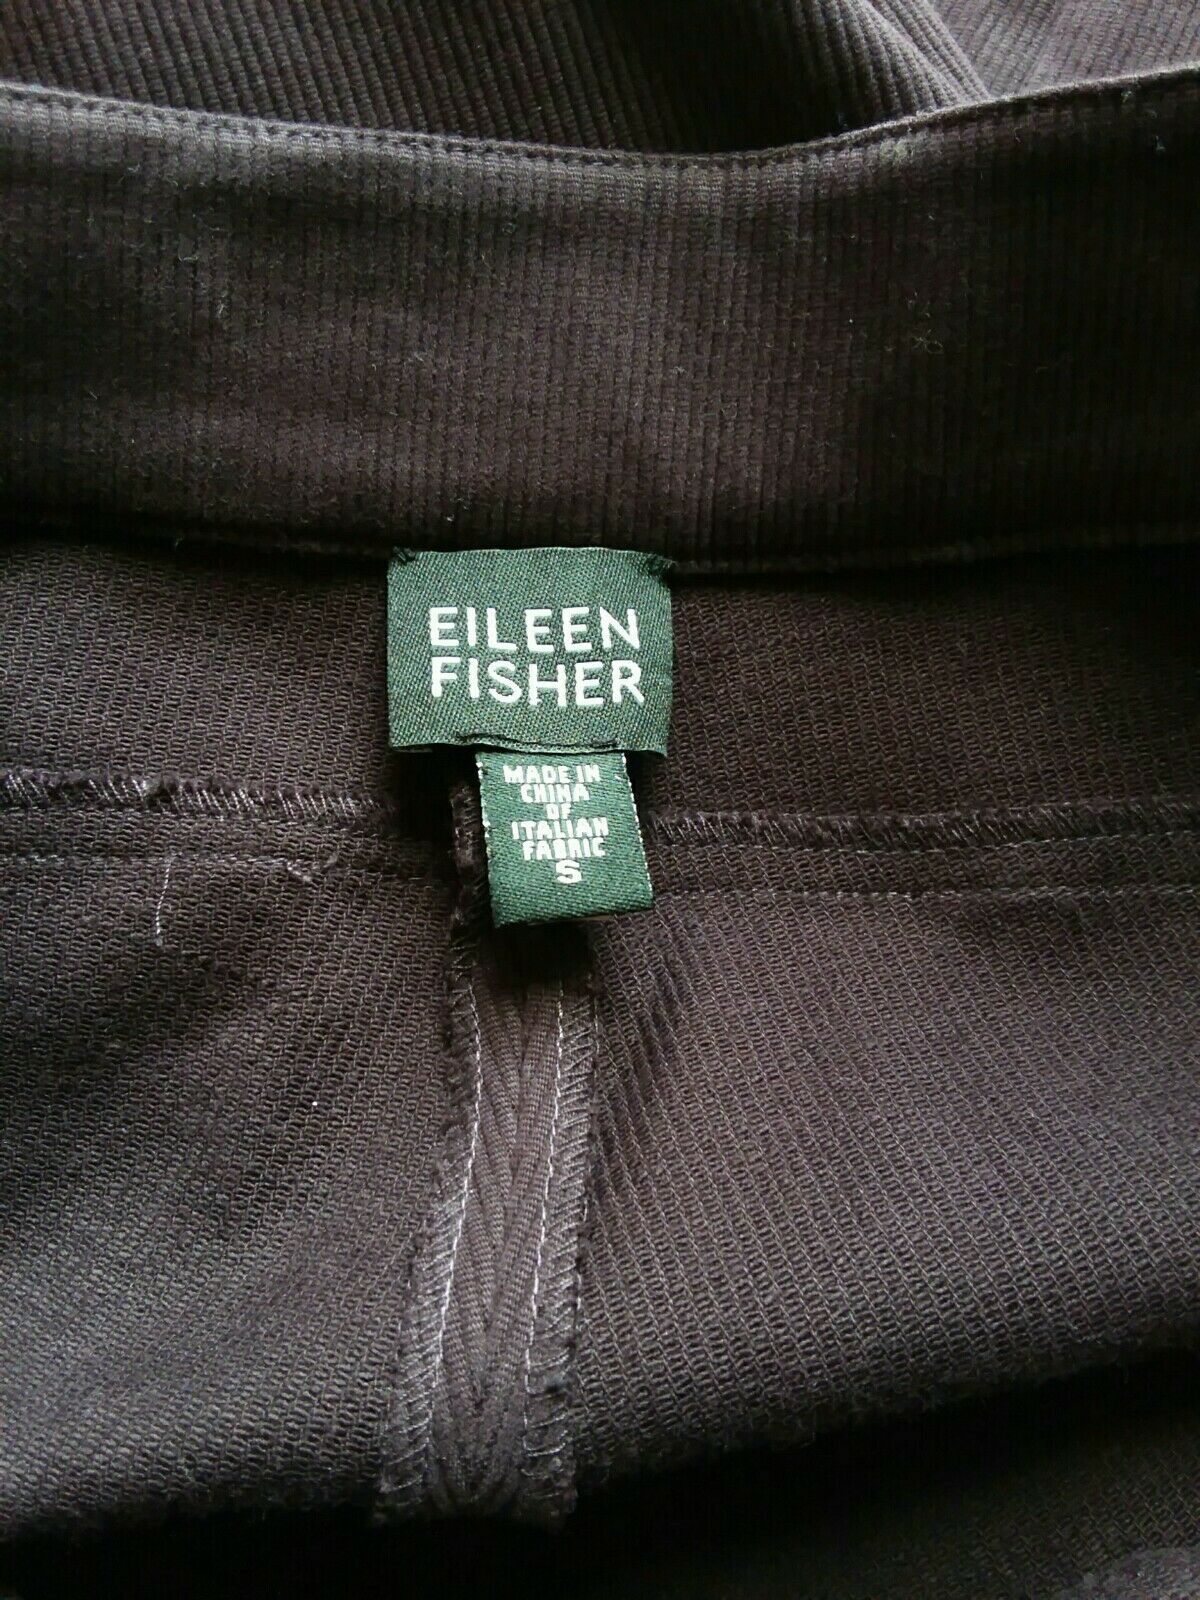 EILEEN
FISHER
MADE IN
CHINA
OF
ITALIAN
FABRIC
S